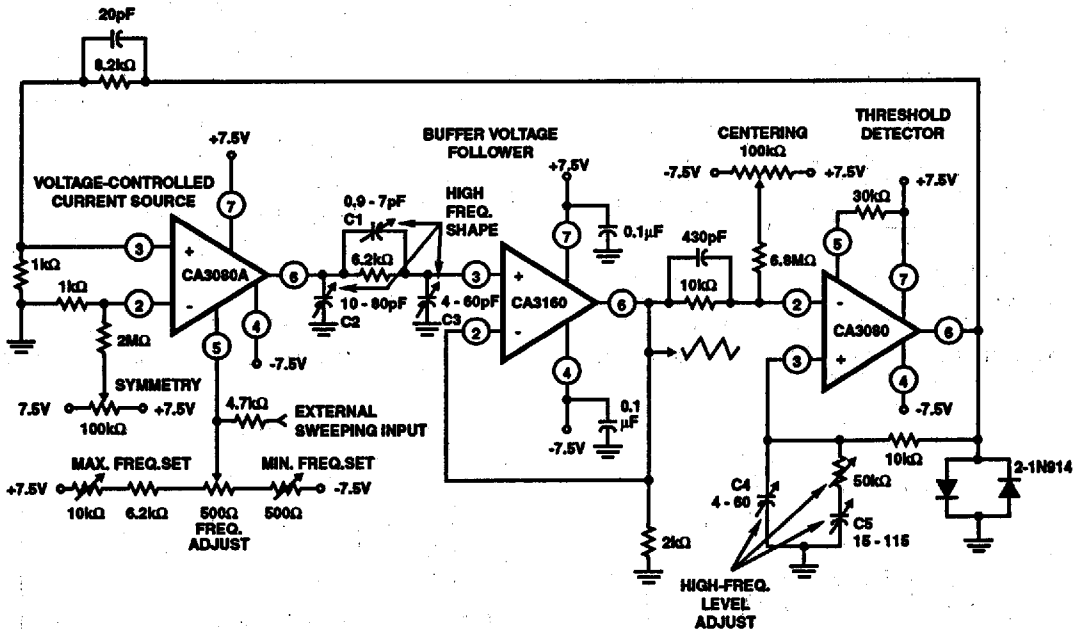 20pF
8.2kΩ
+7.5V
VOLTAGE-CONTROLLED
CURRENT SOURCE
7
3
+
CA3080A
6
1kΩ
1kΩ
2
-
4
-7.5V
5
2MΩ
SYMMETRY
7.5V
+7.5V
100kΩ
4.7kΩ
EXTERNAL
SWEEPING INPUT
MAX. FREQ.SET
MIN. FREQ.SET
+7.5V
-7.5V
10kΩ
6.2kΩ
500Ω
500Ω
FREQ.
ADJUST
0.9 - 7pF
C1
6.2kΩ
HIGH
FREQ.
SHAPE
10 - 80pF
C2
4 - 60pF
C3
BUFFER VOLTAGE
FOLLOWER
+7.5V
7
0.1μF
3
+
CA3160
6
2
-
4
0.1
μF
-7.5V
2kΩ
430pF
10kΩ
CENTERING
100kΩ
-7.5V
+7.5V
6.8MΩ
THRESHOLD
DETECTOR
+7.5V
30kΩ
5
7
2
-
CA3080
6
3
+
4
-7.5V
10kΩ
50kΩ
C4
4 - 60
C5
15 - 115
2-1N914
HIGH-FREQ.
LEVEL
ADJUST